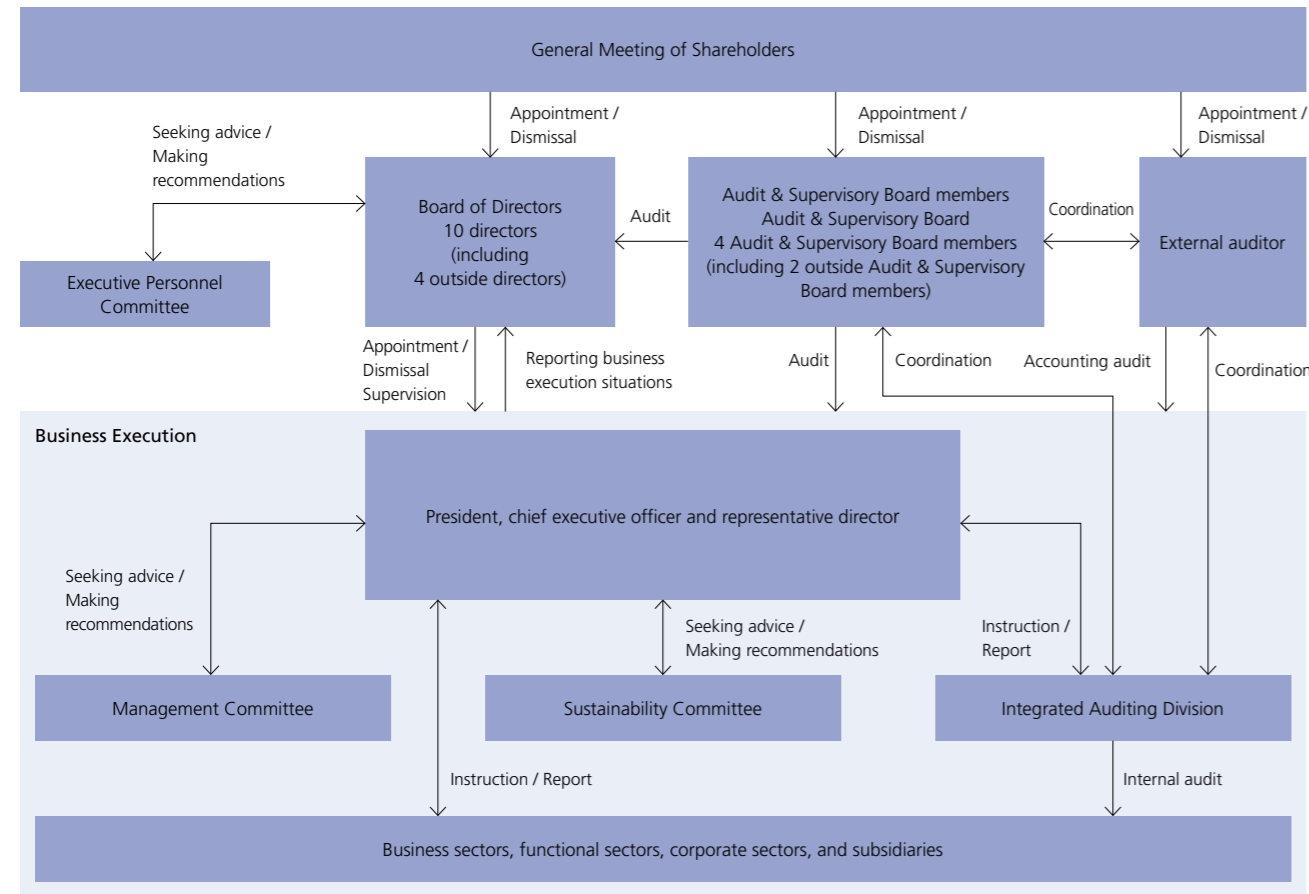 General Meeting of Shareholders
Appointment /
Dismissal
Appointment /
Dismissal
Appointment /
Dismissal
Seeking advice /
Making
recommendations
Board of Directors
10 directors
(including
4 outside directors)
Audit
Audit & Supervisory Board members
Audit & Supervisory Board
4 Audit & Supervisory Board members
(including 2 outside Audit & Supervisory
Board members)
Coordination
External auditor
Executive Personnel
Committee
Appointment /
Dismissal
Supervision
Reporting business
execution situations
Audit
Coordination
Accounting audit
Coordination
Business Execution
President, chief executive officer and representative director
Seeking advice /
Making
recommendations
Seeking advice /
Making recommendations
Instruction /
Report
Management Committee
Sustainability Committee
Integrated Auditing Division
Instruction / Report
Internal audit
Business sectors, functional sectors, corporate sectors, and subsidiaries